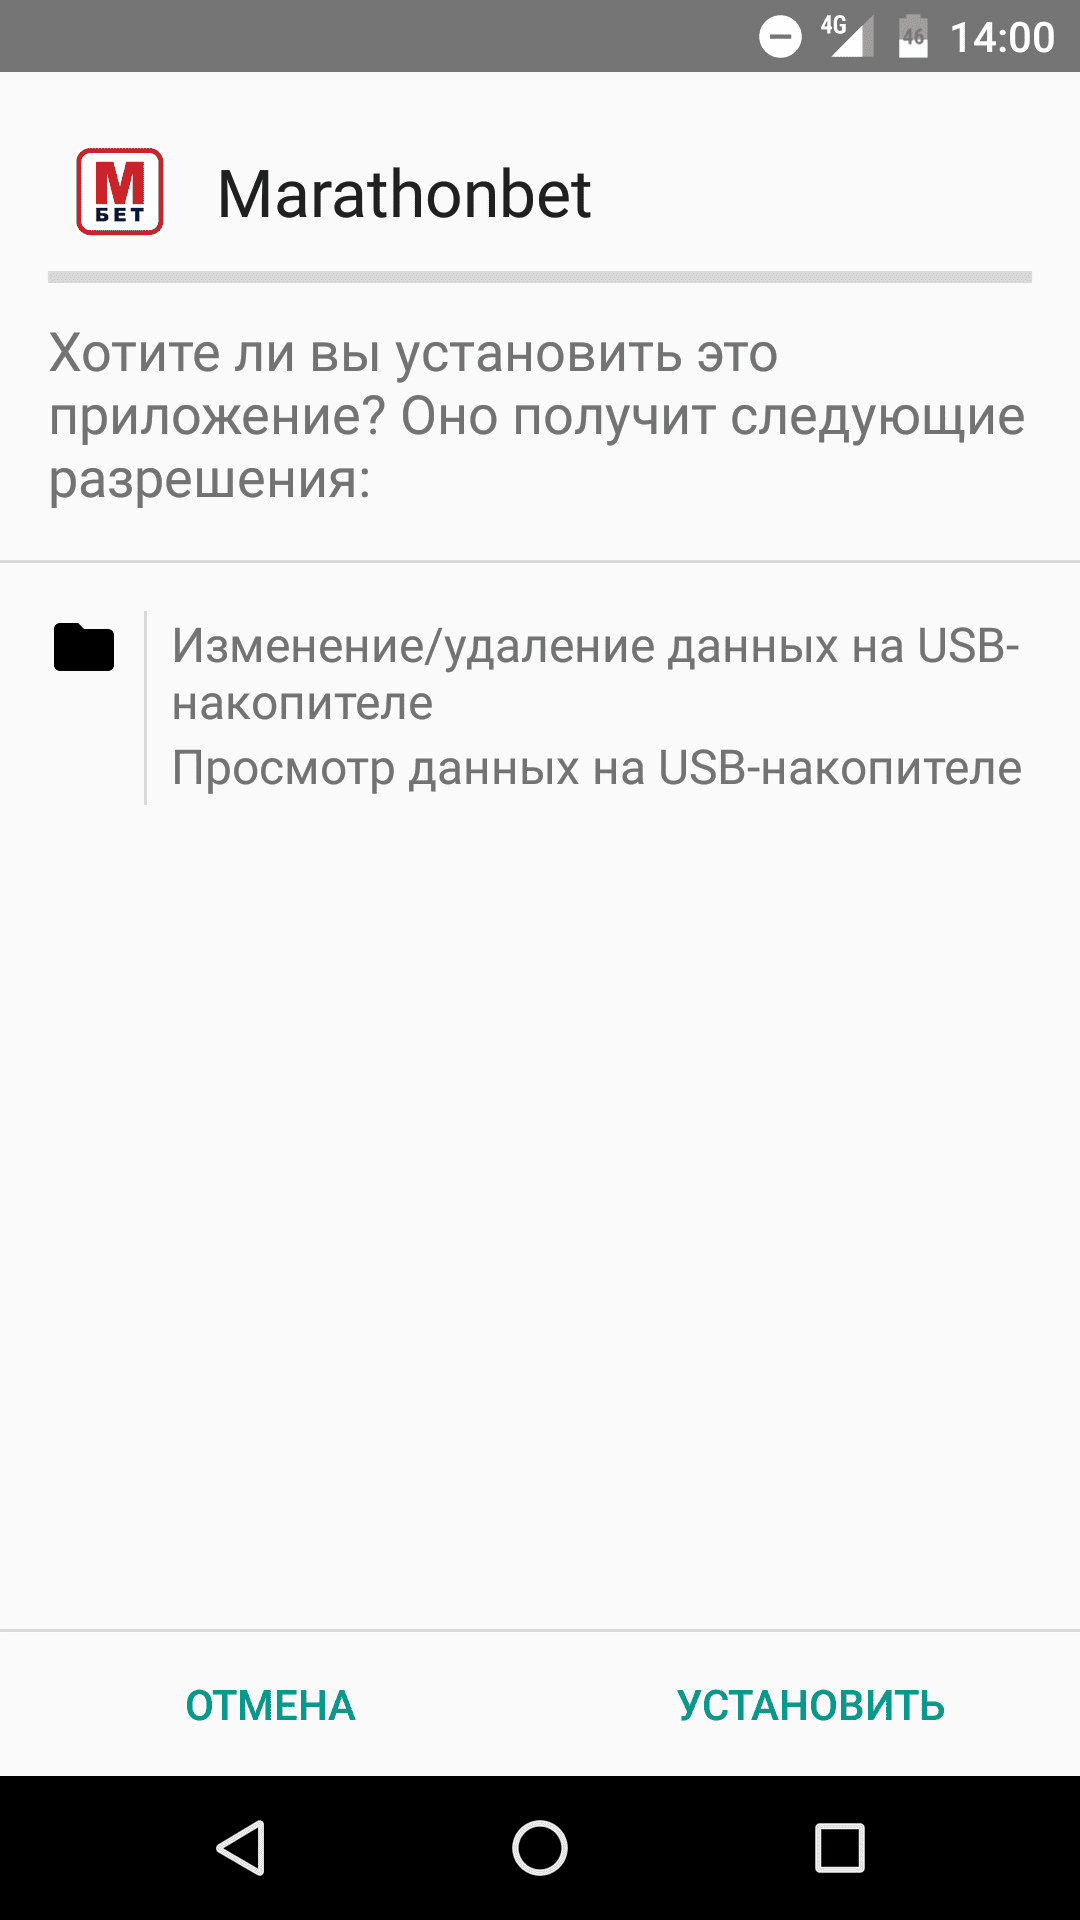 4G 46 14:00
М
БЕТ
Marathonbet
Хотите ли вы установить это
приложение? Оно получит следующие
разрешения:
Изменение/удаление данных на USB-
накопителе
Просмотр данных на USB-накопителе
ОТМЕНА УСТАНОВИТЬ